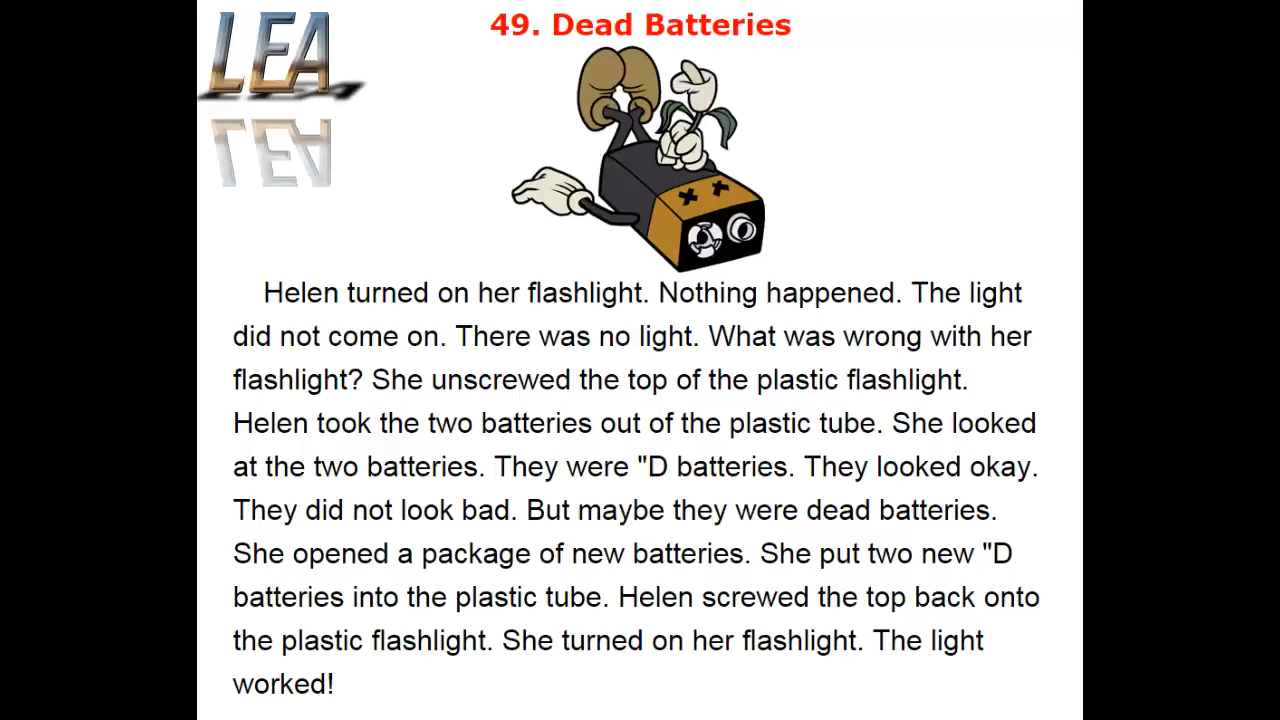 LEA
49. Dead Batteries
Helen turned on her flashlight. Nothing happened. The light
did not come on. There was no light. What was wrong with her
flashlight? She unscrewed the top of the plastic flashlight.
Helen took the two batteries out of the plastic tube. She looked
at the two batteries. They were "D batteries. They looked okay.
They did not look bad. But maybe they were dead batteries.
She opened a package of new batteries. She put two new "D
batteries into the plastic tube. Helen screwed the top back onto
the plastic flashlight. She turned on her flashlight. The light
worked!